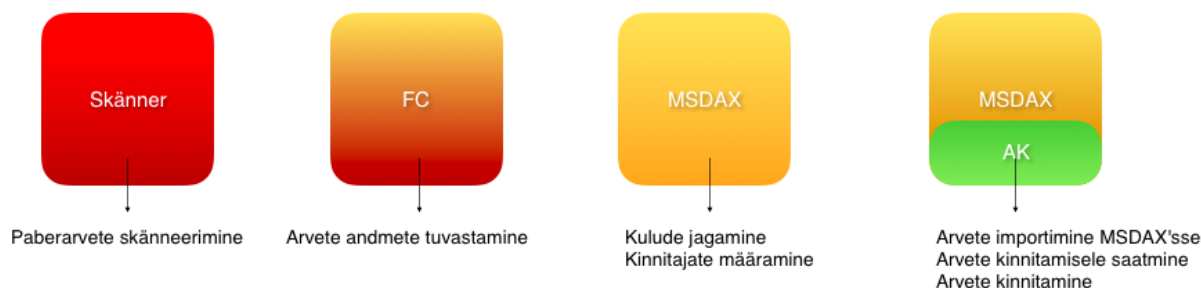 Skänner
FC
MSDAX
MSDAX
AK
Paberarvete skänneerimine
Arvete andmete tuvastamine
Kulude jagamine
Kinnitajate määramine
Arvete importimine MSDAX'sse
Arvete kinnitamisele saatmine
Arvete kinnitamine